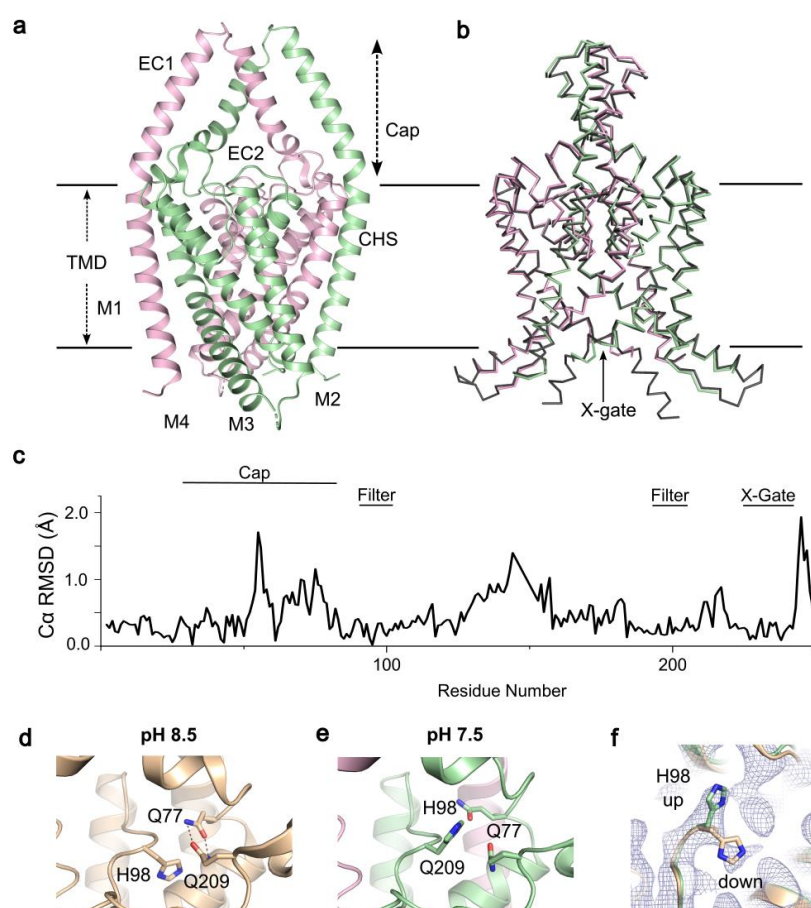 a
b
EC1
Cap
EC2
CHS
TMD
M1
M4
M3
M2
X-gate
c
Cap
Filter
Filter
X-Gate
2.0
1.0
0.0
Cα RMSD (Å)
100
200
Residue Number
d
pH 8.5
e
pH 7.5
f
Q77
H98
Q209
H98
Q77
Q209
H98
up
down